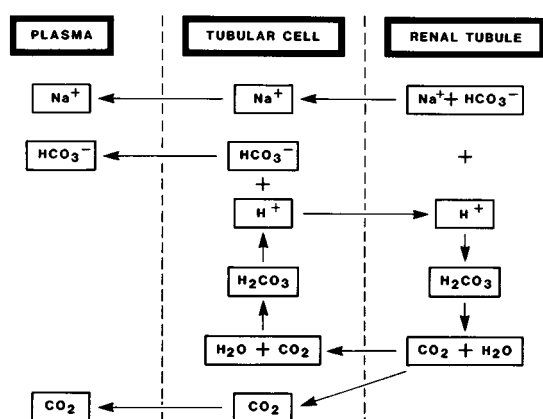 PLASMA TUBULAR CELL RENAL TUBULE
Na⁺ Na⁺ Na⁺ + HCO₃⁻
HCO₃⁻ HCO₃⁻ +
+
H⁺ H⁺
H₂CO₃ H₂CO₃
H₂O + CO₂ CO₂ + H₂O
CO₂ CO₂